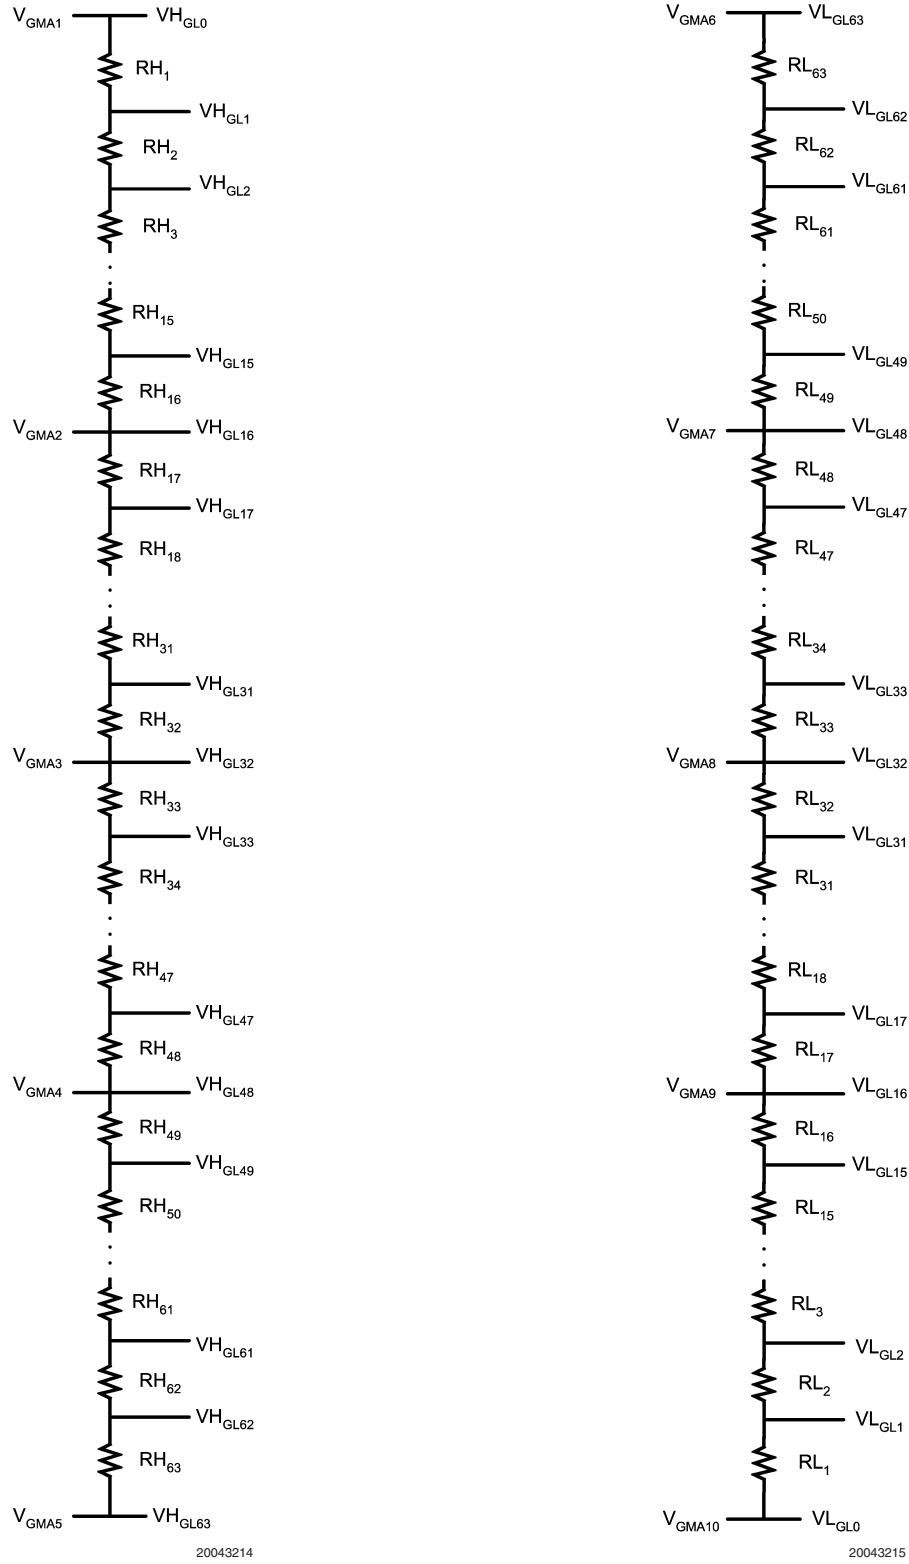 VGMA1 VHGL0
RH1
VHGL1
RH2
VHGL2
RH3
RH15
VHGL15
RH16
VGMA2 VHGL16
RH17
VHGL17
RH18
RH31
VHGL31
RH32
VGMA3 VHGL32
RH33
VHGL33
RH34
RH47
VHGL47
RH48
VGMA4 VHGL48
RH49
VHGL49
RH50
RH61
VHGL61
RH62
VHGL62
RH63
VGMA5 VHGL63
20043214
VGMA6 VLGL63
RL63
VLGL62
RL62
VLGL61
RL61
RL50
VLGL49
RL49
VGMA7 VLGL48
RL48
VLGL47
RL47
RL34
VLGL33
RL33
VGMA8 VLGL32
RL32
VLGL31
RL31
RL18
VLGL17
RL17
VGMA9 VLGL16
RL16
VLGL15
RL15
RL3
VLGL2
RL2
VLGL1
RL1
VGMA10 VLGL0
20043215